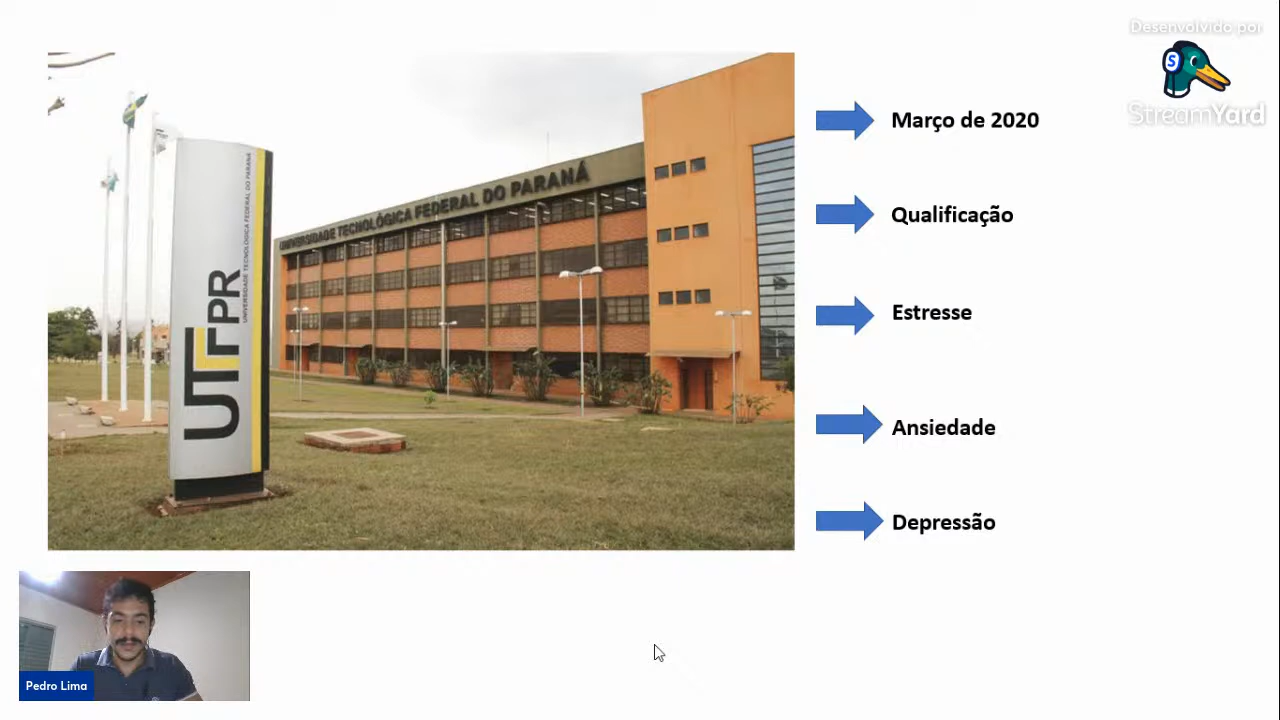 Desenvolvido por
S
StreamYard
Março de 2020
Qualificação
Estresse
Ansiedade
Depressão
UNIVERSIDADE TECNOLÓGICA FEDERAL DO PARANÁ
UTFPR
UNIVERSIDADE TECNOLÓGICA FEDERAL DO PARANÁ
Pedro Lima